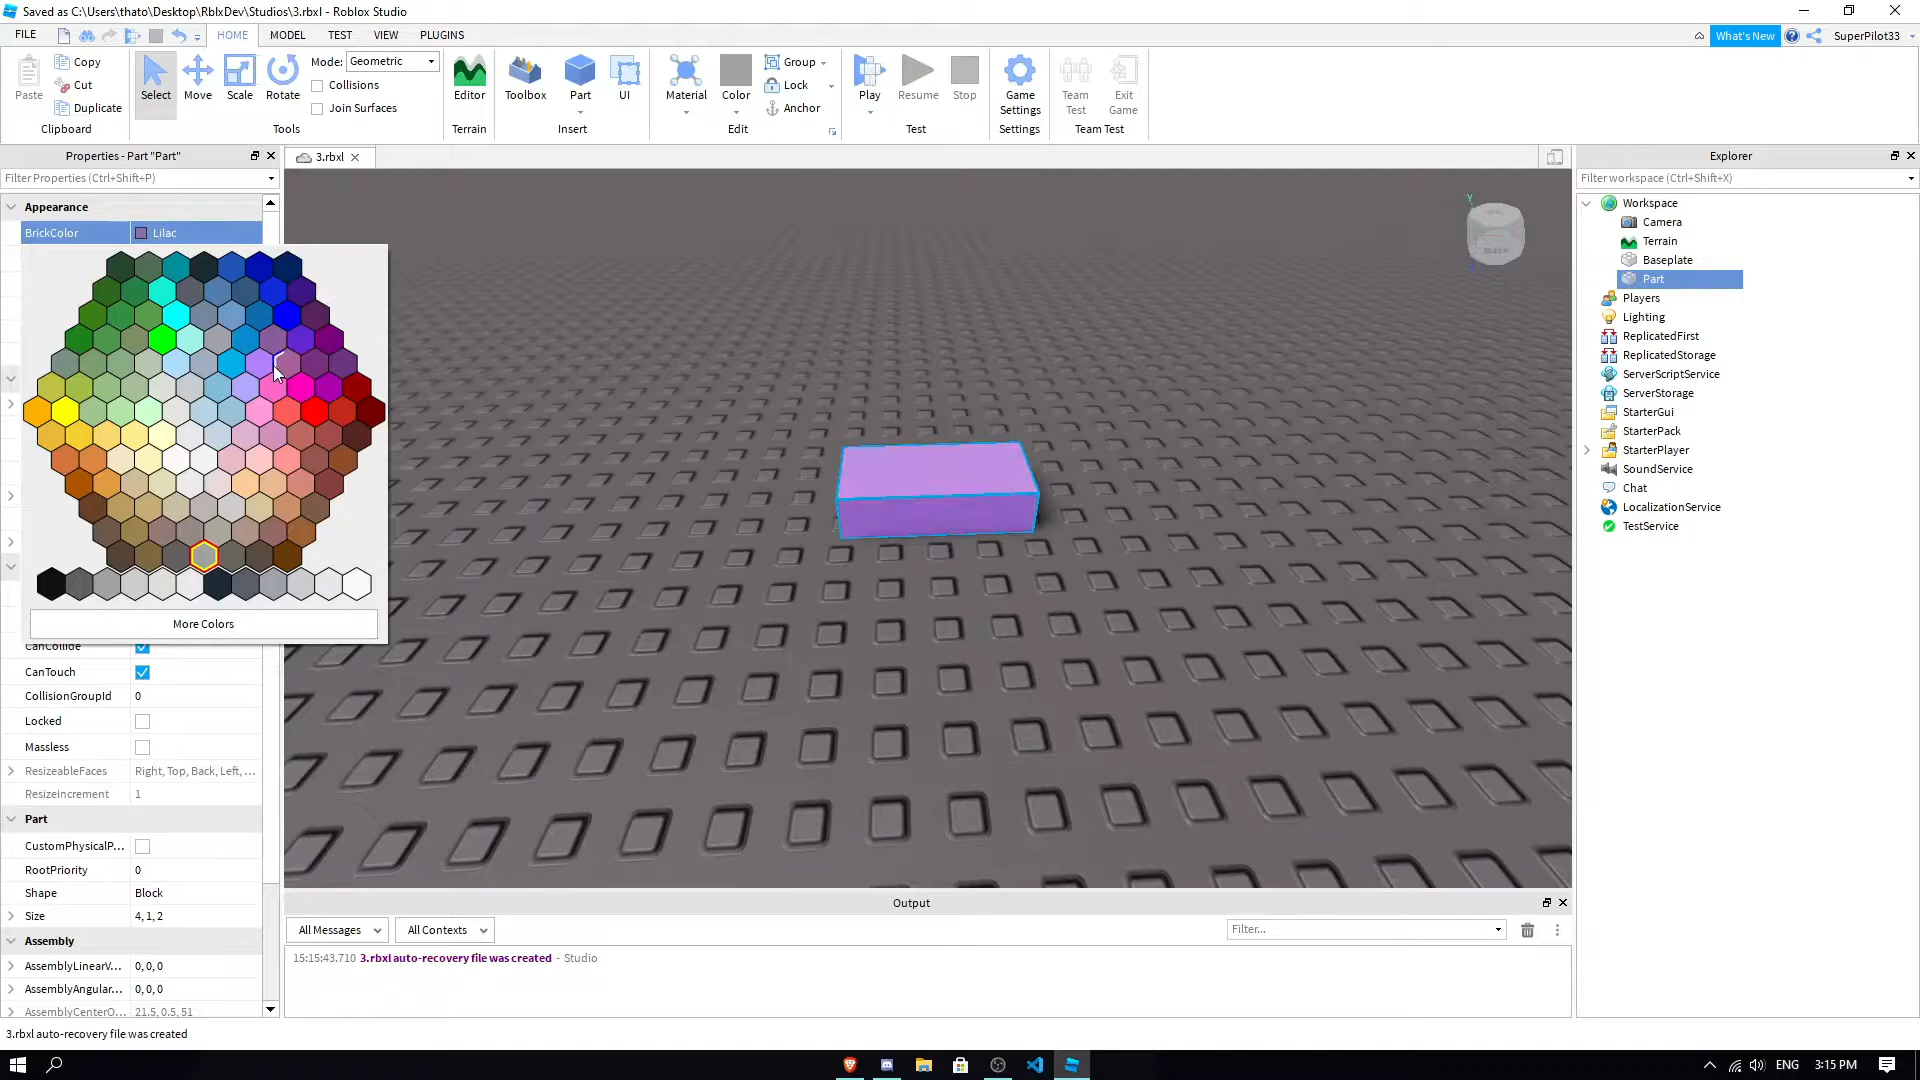 Saved as C:\Users\thato\Desktop\RblxDev\Studios\3.rbxl - Roblox Studio
FILE HOME MODEL TEST VIEW PLUGINS What's New SuperPilot33
Paste Copy Cut Duplicate Clipboard
Select Move Scale Rotate Mode: Geometric Collisions Join Surfaces Tools
Editor Terrain
Toolbox Part UI Insert
Material Color Group Lock Anchor Edit
Play Resume Stop Test
Game Settings Settings
Team Test Exit Game Team Test
Properties - Part "Part"
Filter Properties (Ctrl+Shift+P)
Appearance
BrickColor Lilac
More Colors
CanCollide
CanTouch
CollisionGroupId 0
Locked
Massless
ResizeableFaces Right, Top, Back, Left, ...
ResizeIncrement 1
Part
CustomPhysicalP...
RootPriority 0
Shape Block
Size 4, 1, 2
Assembly
AssemblyLinearV... 0, 0, 0
AssemblyAngular... 0, 0, 0
AssemblyCenterO... 21.5, 0.5, 51
3.rbxl
Y
Output
All Messages All Contexts Filter...
15:15:43.710 3.rbxl auto-recovery file was created - Studio
Explorer
Filter workspace (Ctrl+Shift+X)
Workspace
Camera
Terrain
Baseplate
Part
Players
Lighting
ReplicatedFirst
ReplicatedStorage
ServerScriptService
ServerStorage
StarterGui
StarterPack
StarterPlayer
SoundService
Chat
LocalizationService
TestService
3.rbxl auto-recovery file was created
ENG 3:15 PM